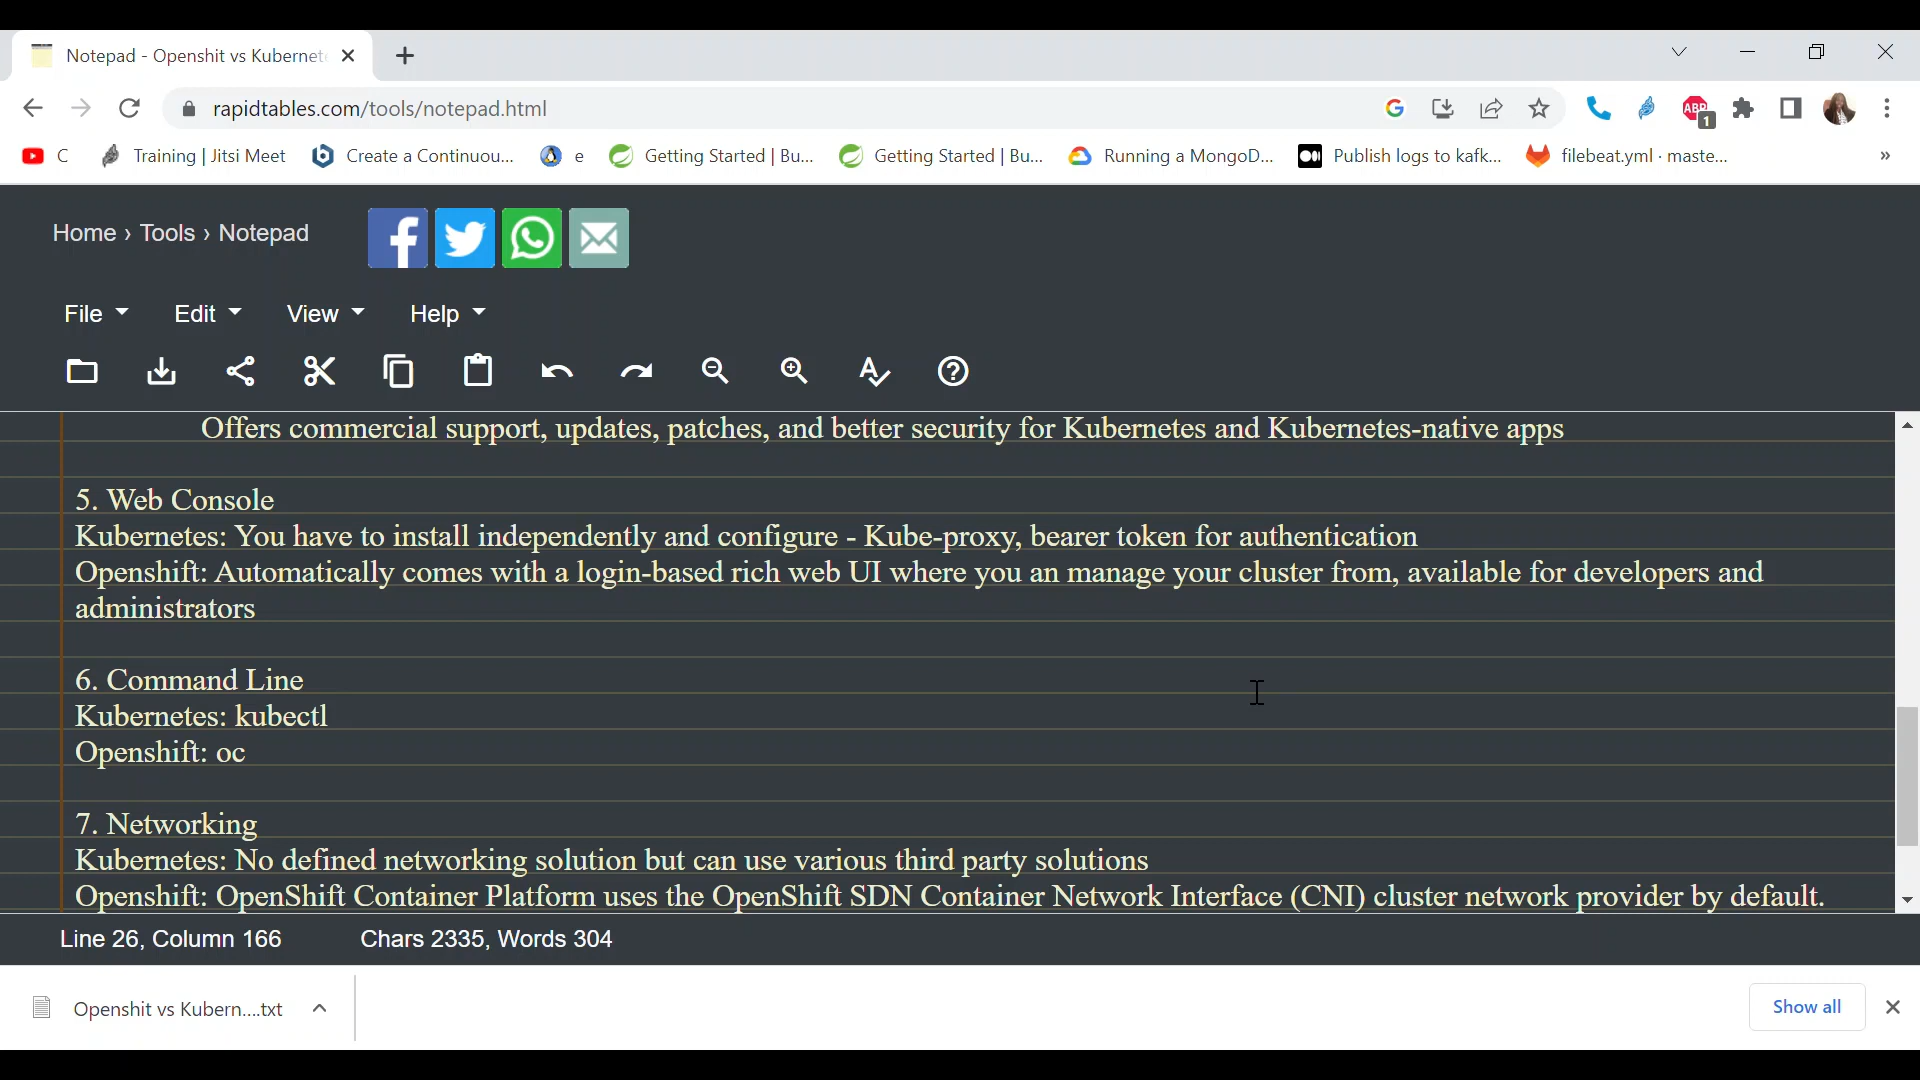 Notepad - Openshit vs Kubernet
rapidtables.com/tools/notepad.html
ABP
1
C
Training | Jitsi Meet
Create a Continuou...
e
Getting Started | Bu...
Getting Started | Bu...
Running a MongoD...
Publish logs to kafk...
filebeat.yml · maste...
»
Home › Tools › Notepad
File
Edit
View
Help
Offers commercial support, updates, patches, and better security for Kubernetes and Kubernetes-native apps
5. Web Console
Kubernetes: You have to install independently and configure - Kube-proxy, bearer token for authentication
Openshift: Automatically comes with a login-based rich web UI where you an manage your cluster from, available for developers and
administrators
6. Command Line
Kubernetes: kubectl
Openshift: oc
7. Networking
Kubernetes: No defined networking solution but can use various third party solutions
Openshift: OpenShift Container Platform uses the OpenShift SDN Container Network Interface (CNI) cluster network provider by default.
Line 26, Column 166
Chars 2335, Words 304
Openshit vs Kubern....txt
Show all